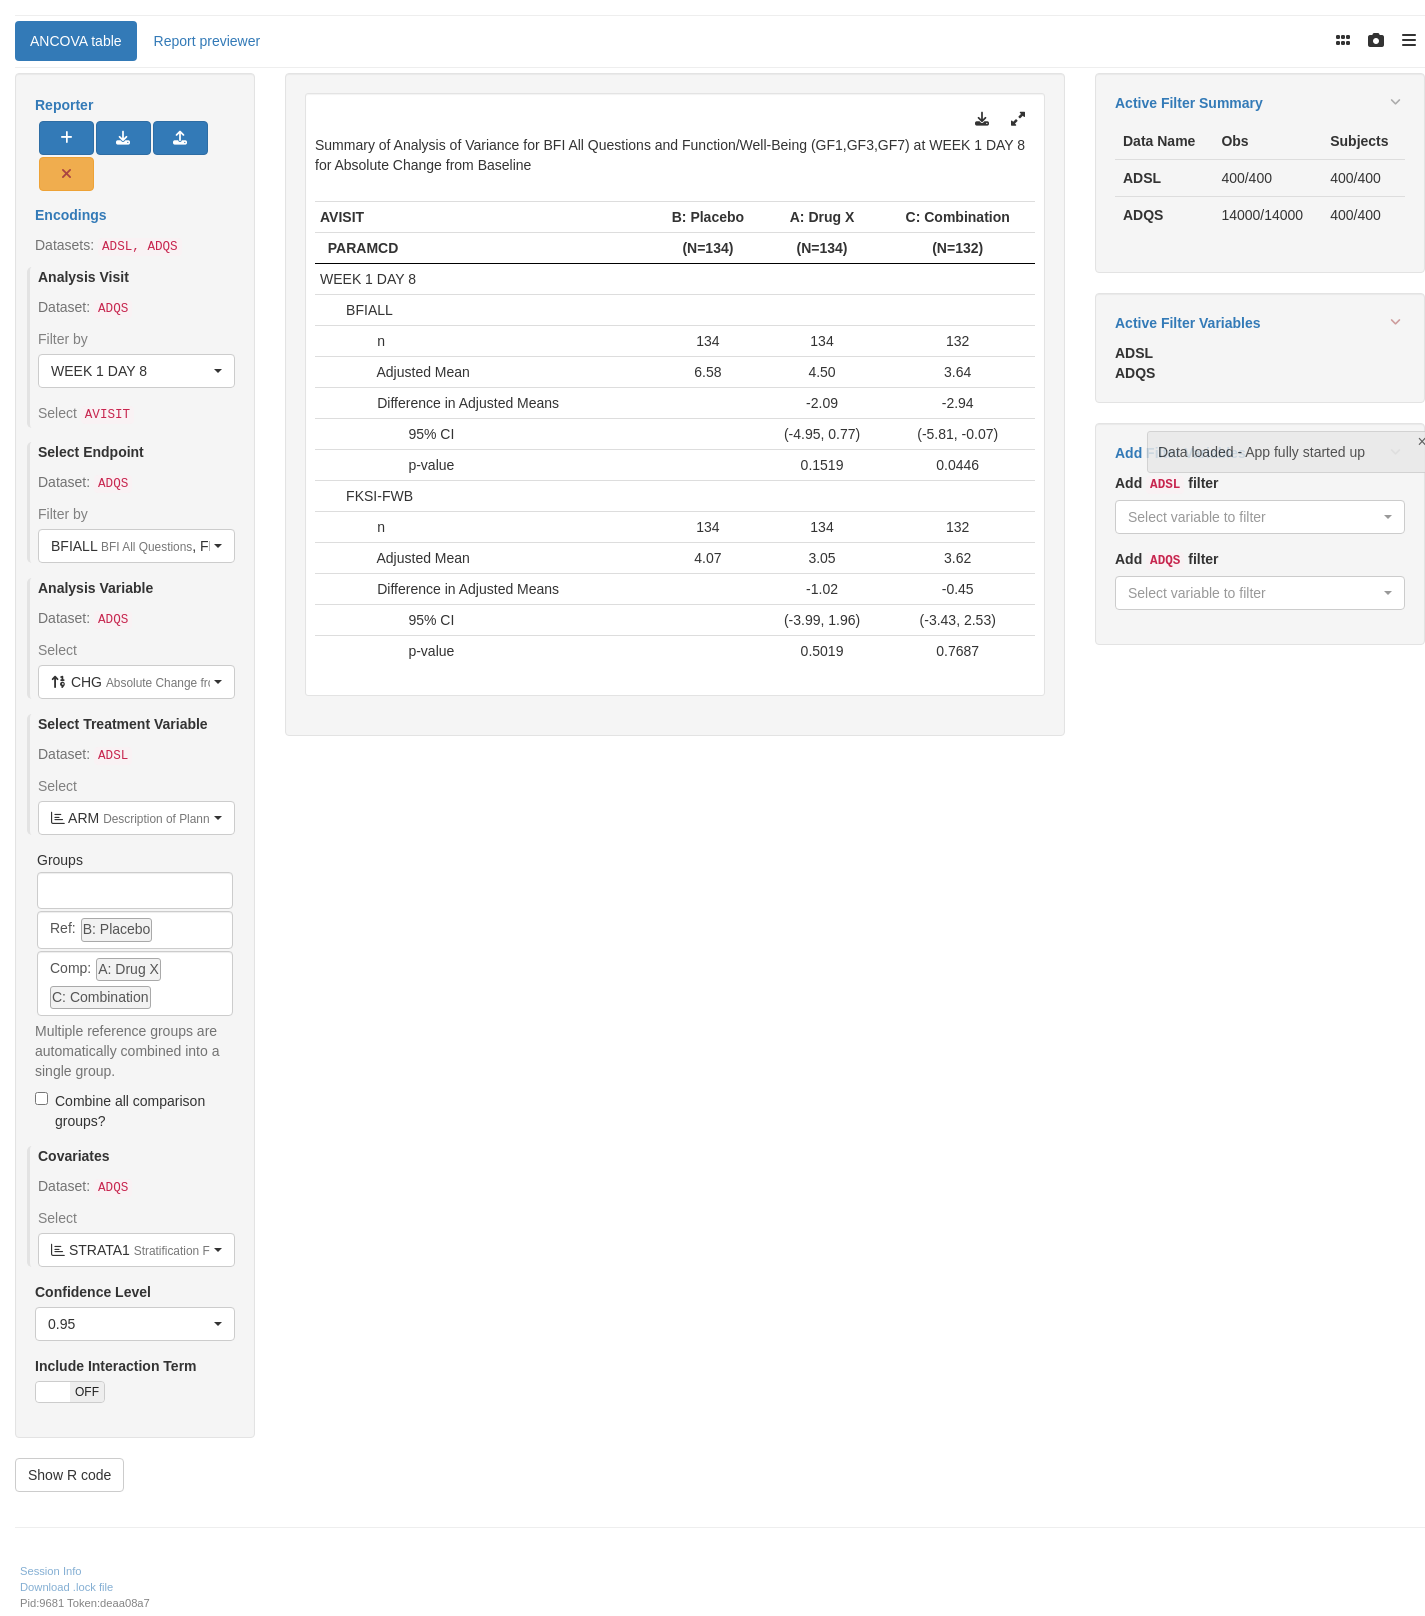 ANCOVA table
Report previewer
Reporter
Encodings
Datasets: ADSL, ADQS
Analysis Visit
Dataset: ADQS
Filter by
WEEK 1 DAY 8
Select AVISIT
Select Endpoint
Dataset: ADQS
Filter by
BFIALL BFI All Questions,
Analysis Variable
Dataset: ADQS
Select
CHG Absolute Change
Select Treatment Variable
Dataset: ADSL
Select
ARM Description of Plann
Groups
Ref: B: Placebo
Comp: A: Drug X
C: Combination
Multiple reference groups are
automatically combined into a
single group.
Combine all comparison
groups?
Covariates
Dataset: ADQS
Select
STRATA1 Stratification F
Confidence Level
0.95
Include Interaction Term
OFF
Show R code
Summary of Analysis of Variance for BFI All Questions and Function/Well-Being (GF1,GF3,GF7) at WEEK 1 DAY 8
for Absolute Change from Baseline
AVISIT B: Placebo A: Drug X C: Combination
PARAMCD (N=134) (N=134) (N=132)
WEEK 1 DAY 8
BFIALL
n 134 134 132
Adjusted Mean 6.58 4.50 3.64
Difference in Adjusted Means -2.09 -2.94
95% CI (-4.95, 0.77) (-5.81, -0.07)
p-value 0.1519 0.0446
FKSI-FWB
n 134 134 132
Adjusted Mean 4.07 3.05 3.62
Difference in Adjusted Means -1.02 -0.45
95% CI (-3.99, 1.96) (-3.43, 2.53)
p-value 0.5019 0.7687
Active Filter Summary
Data Name Obs Subjects
ADSL 400/400 400/400
ADQS 14000/14000 400/400
Active Filter Variables
ADSL
ADQS
Add
Data loaded - App fully started up
×
Add ADSL filter
Select variable to filter
Add ADQS filter
Select variable to filter
Session Info
Download .lock file
Pid:9681 Token:deaa08a7